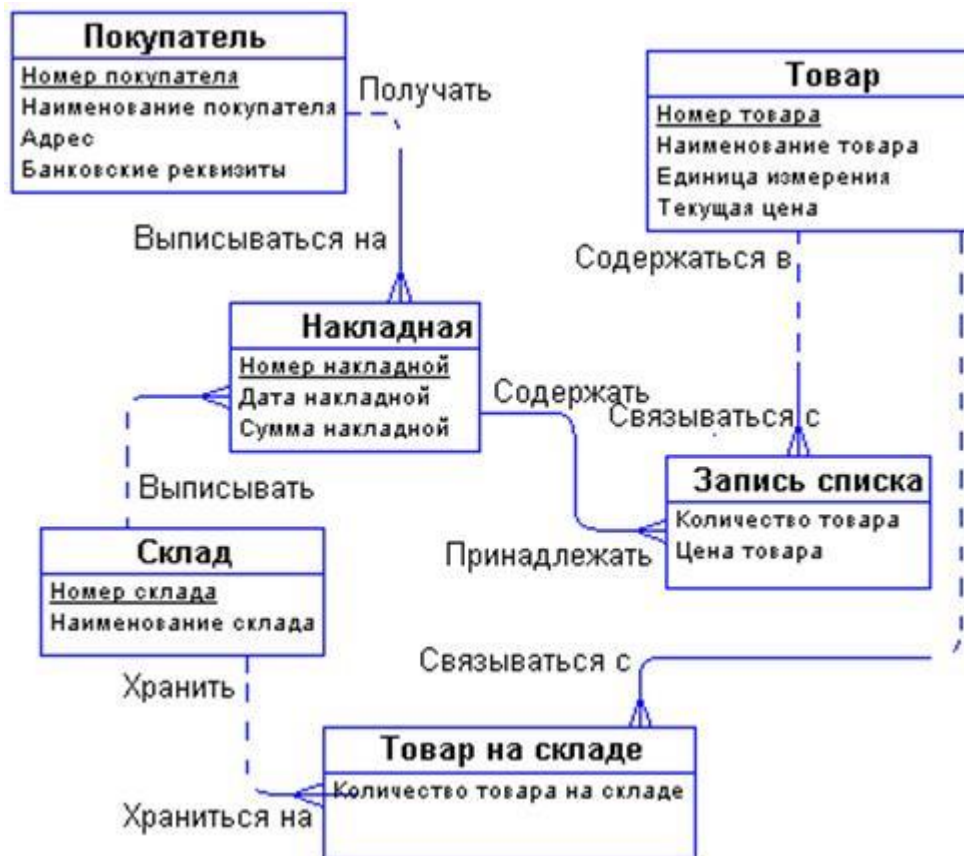 Покупатель
Номер покупателя
Наименование покупателя
Адрес
Банковские реквизиты
Получать
Товар
Номер товара
Наименование товара
Единица измерения
Текущая цена
Выписываться на
Содержаться в
Накладная
Номер накладной
Дата накладной
Сумма накладной
Содержать
Связываться с
Выписывать
Запись списка
Количество товара
Цена товара
Принадлежать
Склад
Номер склада
Наименование склада
Хранить
Связываться с
Товар на складе
Количество товара на складе
Храниться на